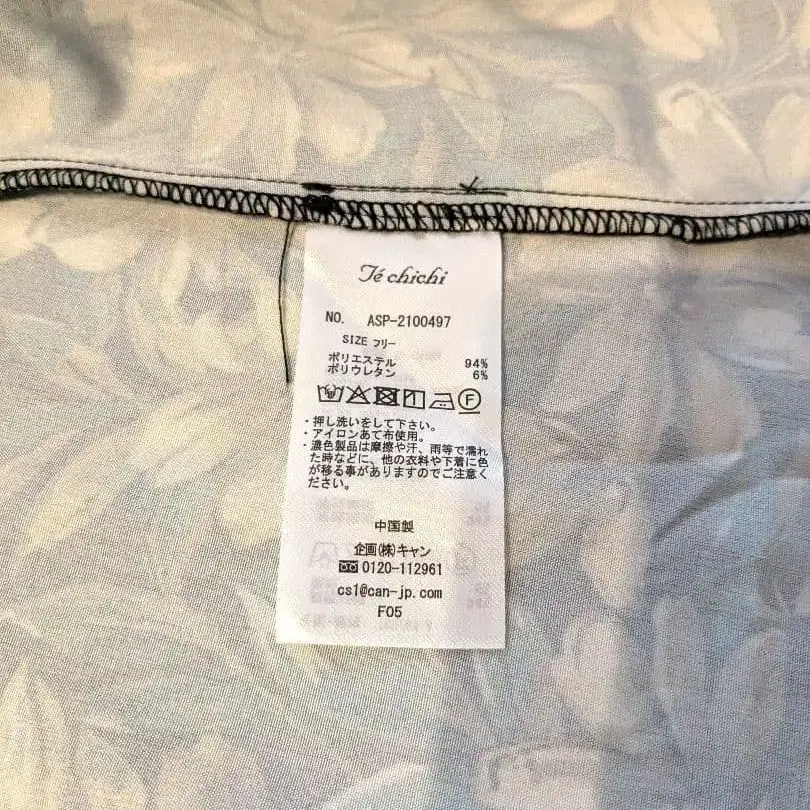 Té chichi
NO. ASP-2100497
SIZE フリー
ポリエステル 94%
ポリウレタン 6%
・押し洗いをして下さい。
・アイロンあて布使用。
・濃色製品は摩擦や汗、雨等で濡れ
た時などに、他の衣料や下着に色
が移る事がありますのでご注意く
ださい。
中国製
企画(株)キャン
0120-112961
cs1@can-jp.com
F05